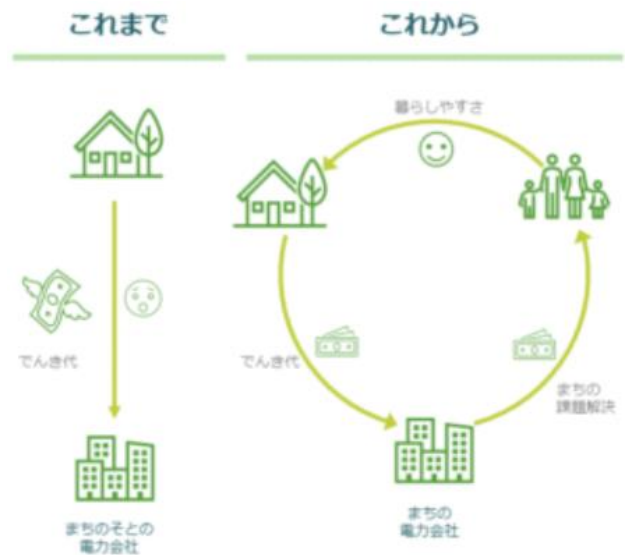 これまで
これから
でんき代
まちのそとの
電力会社
暮らしやすさ
でんき代
まちの
課題解決
まちの
電力会社